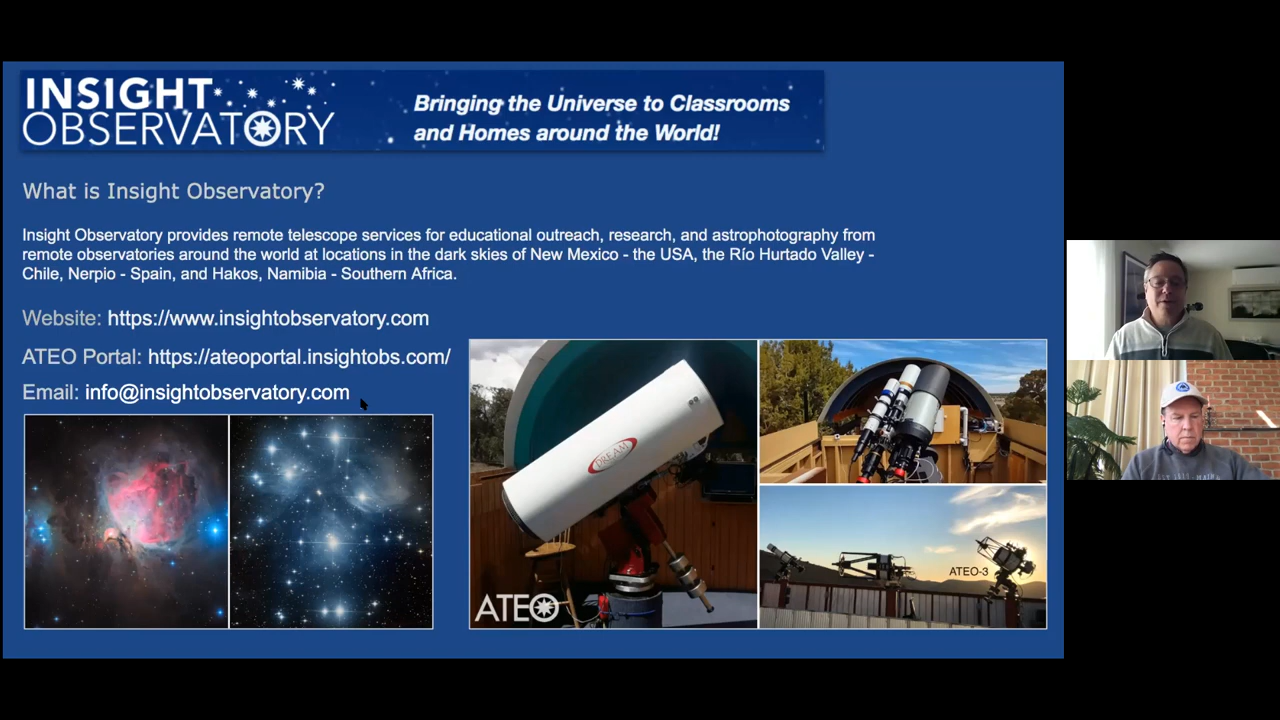 INSIGHT
OBSERVATORY
Bringing the Universe to Classrooms
and Homes around the World!
What is Insight Observatory?
Insight Observatory provides remote telescope services for educational outreach, research, and astrophotography from
remote observatories around the world at locations in the dark skies of New Mexico - the USA, the Río Hurtado Valley -
Chile, Nerpio - Spain, and Hakos, Namibia - Southern Africa.
Website: https://www.insightobservatory.com
ATEO Portal: https://ateoportal.insightobs.com/
Email: info@insightobservatory.com
DREAM
ATEO
ATEO-3